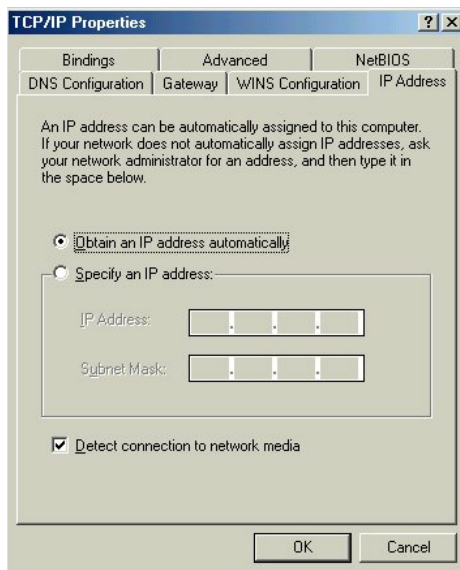 TCP/IP Properties
Bindings Advanced NetBIOS
DNS Configuration Gateway WINS Configuration IP Address
An IP address can be automatically assigned to this computer.
If your network does not automatically assign IP addresses, ask
your network administrator for an address, and then type it in
the space below.
Obtain an IP address automatically
Specify an IP address:
IP Address:
Subnet Mask:
Detect connection to network media
OK Cancel